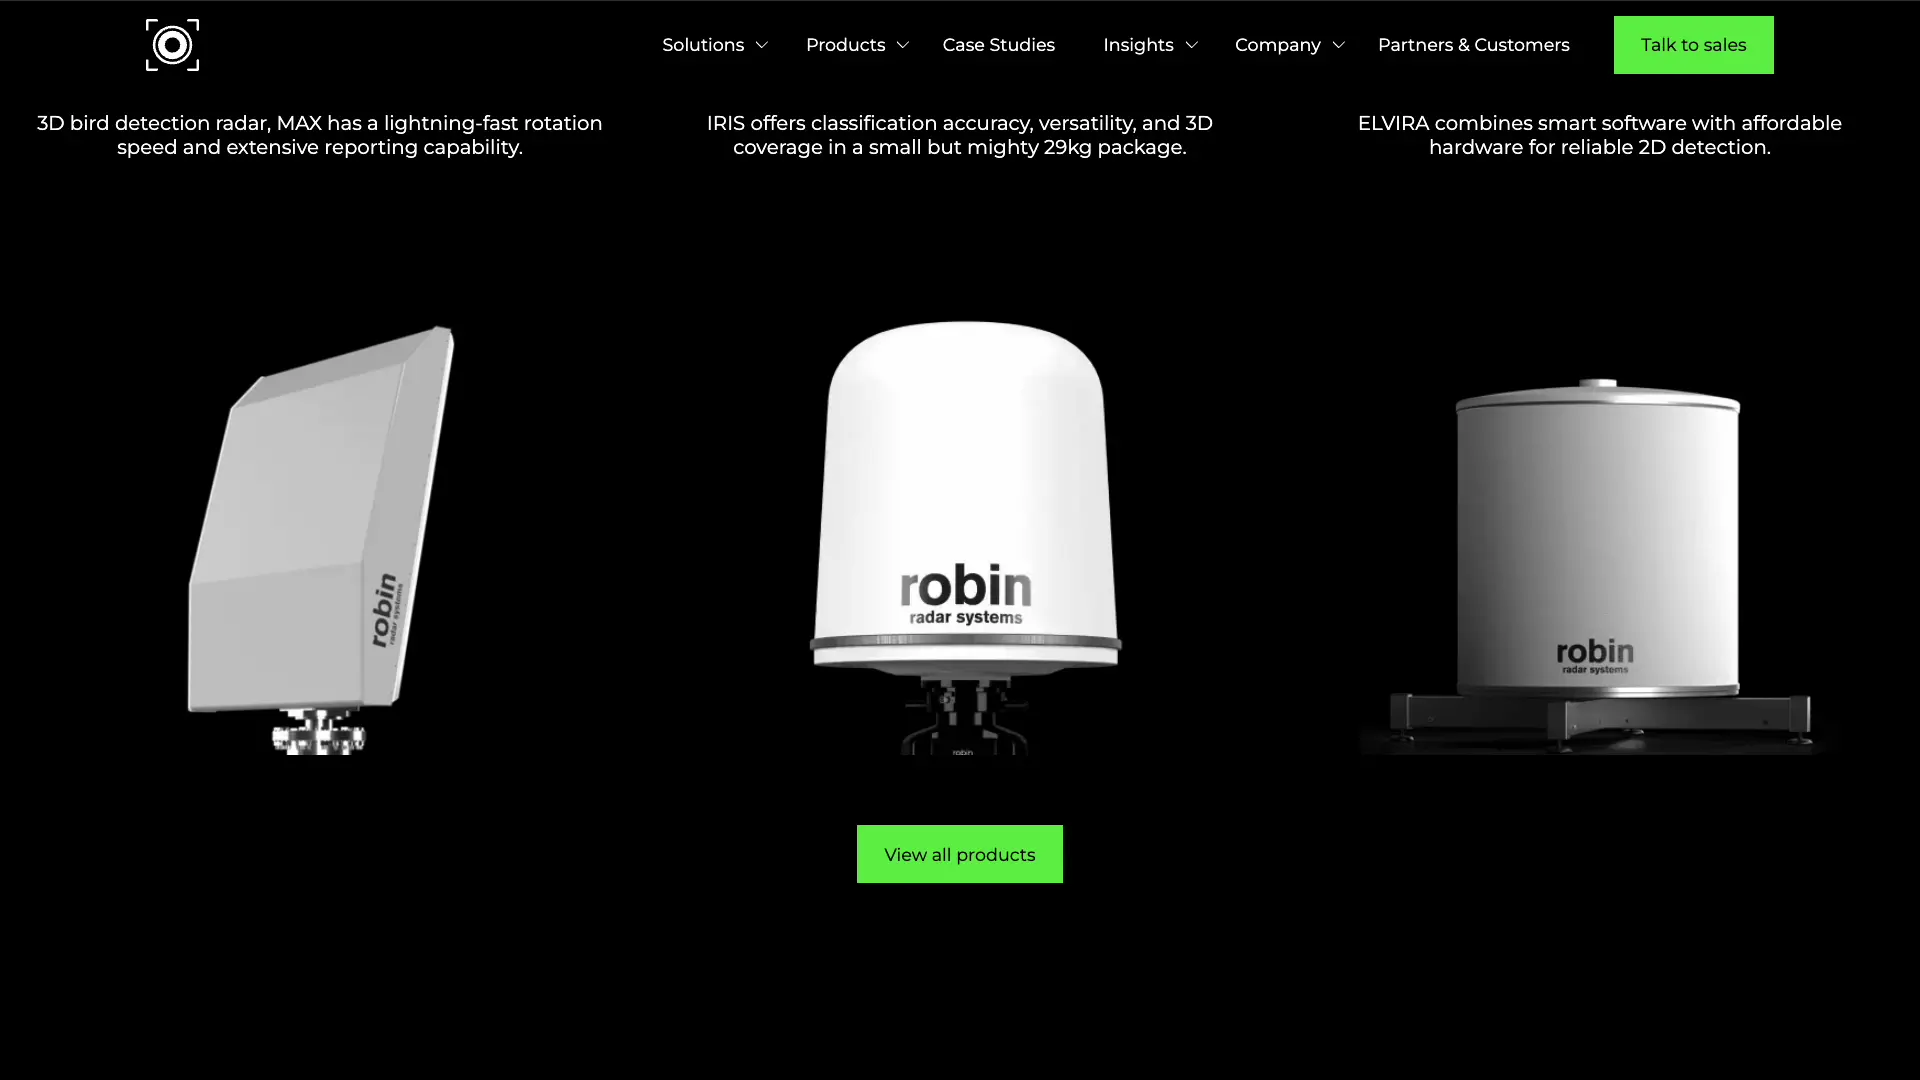 Solutions
Products
Case Studies
Insights
Company
Partners & Customers
Talk to sales
3D bird detection radar, MAX has a lightning-fast rotation
speed and extensive reporting capability.
IRIS offers classification accuracy, versatility, and 3D
coverage in a small but mighty 29kg package.
ELVIRA combines smart software with affordable
hardware for reliable 2D detection.
robin
radar systems
robin
radar systems
robin
robin
radar systems
View all products